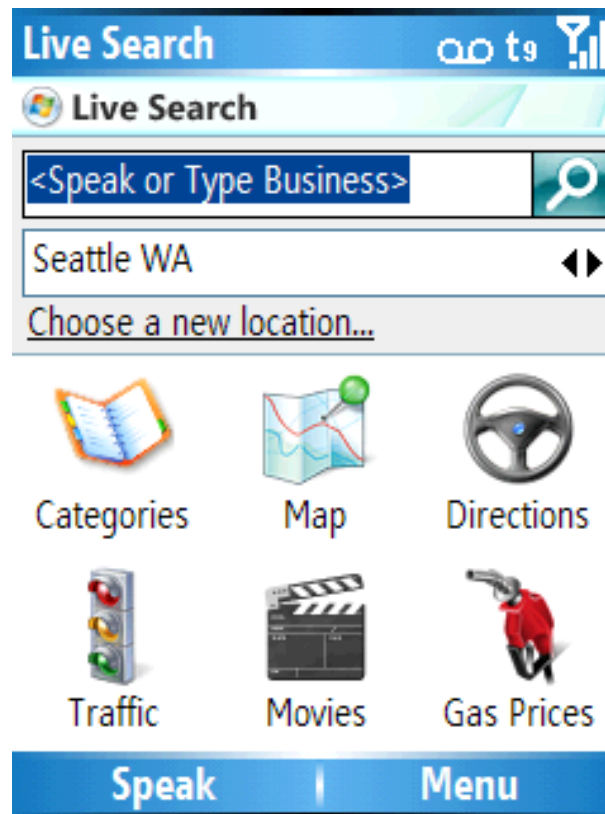 Live Search t9
Live Search
<Speak or Type Business>
Seattle WA
Choose a new location...
Categories Map Directions
Traffic Movies Gas Prices
Speak Menu